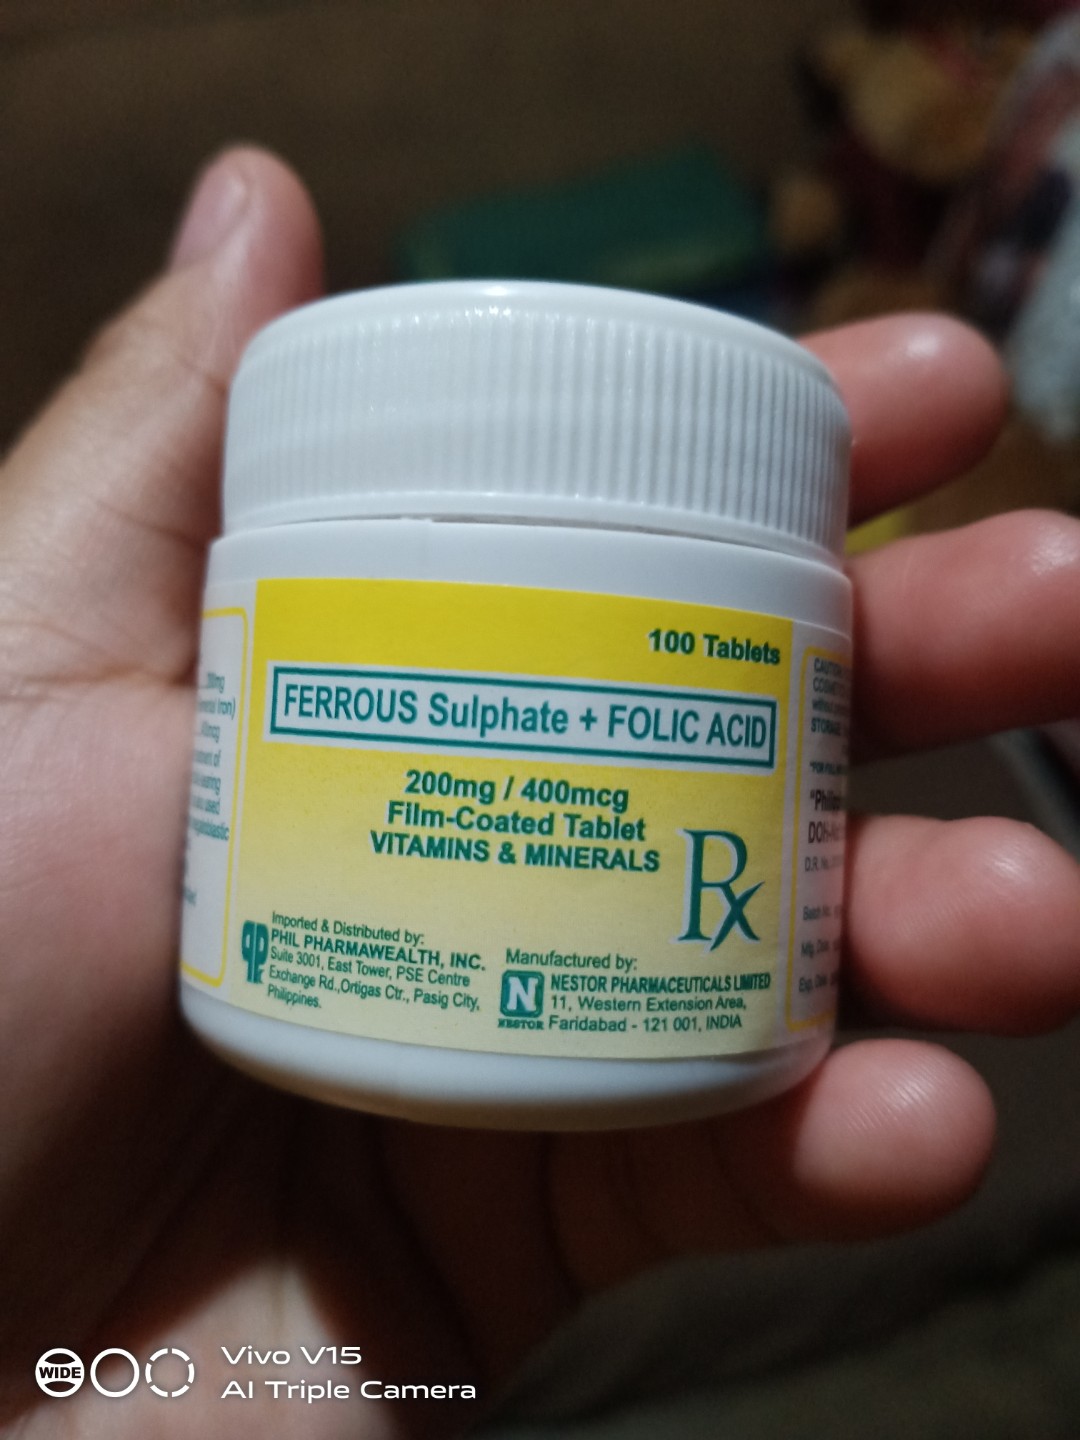 100 Tablets
FERROUS Sulphate + FOLIC ACID
200mg / 400mcg
Film-Coated Tablet
VITAMINS & MINERALS
Rx
Imported & Distributed by:
PHIL PHARMAWEALTH, INC.
Suite 3001, East Tower, PSE Centre
Exchange Rd.,Ortigas Ctr., Pasig City,
Philippines.
Manufactured by:
NESTOR PHARMACEUTICALS LIMITED
11, Western Extension Area,
Faridabad - 121 001, INDIA
N
NESTOR
STORAGE
WIDE
Vivo V15
AI Triple Camera